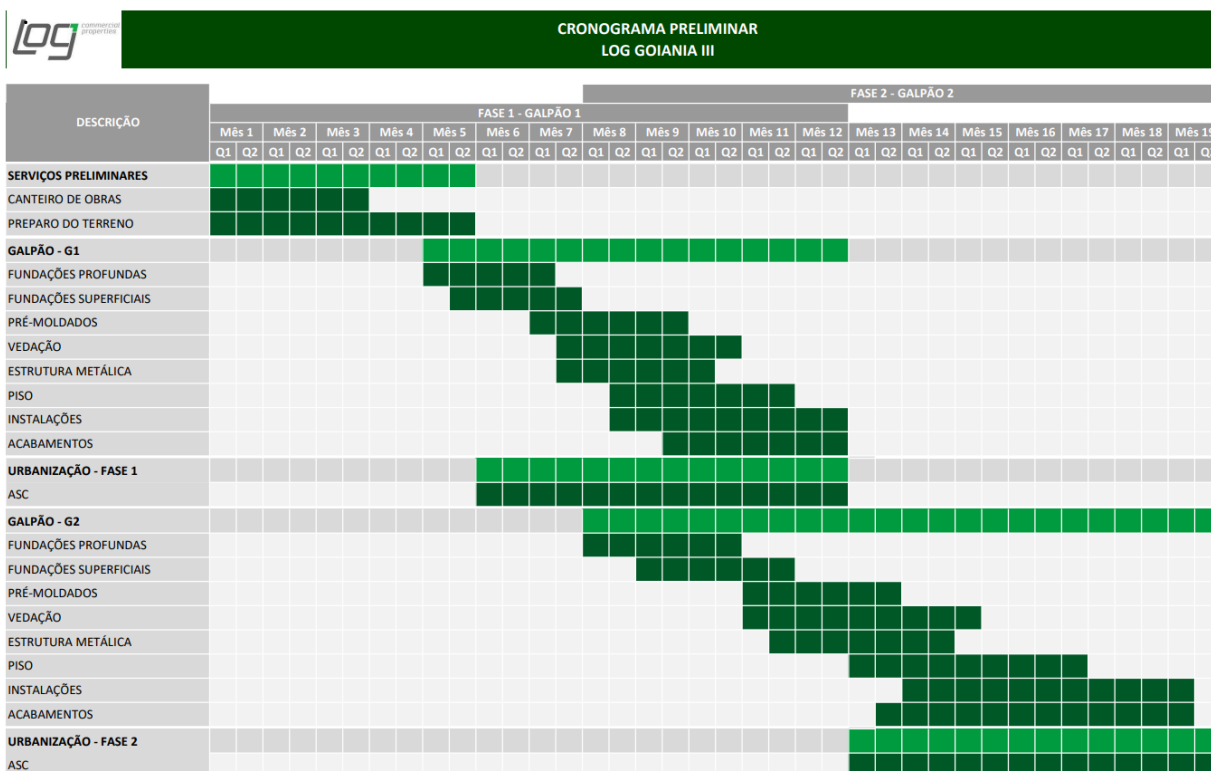 Log commercial properties
CRONOGRAMA PRELIMINAR
LOG GOIANIA III
DESCRIÇÃO
FASE 2 - GALPÃO 2
FASE 1 - GALPÃO 1
Mês 1 Mês 2 Mês 3 Mês 4 Mês 5 Mês 6 Mês 7 Mês 8 Mês 9 Mês 10 Mês 11 Mês 12 Mês 13 Mês 14 Mês 15 Mês 16 Mês 17 Mês 18 Mês 19
Q1 Q2 Q1 Q2 Q1 Q2 Q1 Q2 Q1 Q2 Q1 Q2 Q1 Q2 Q1 Q2 Q1 Q2 Q1 Q2 Q1 Q2 Q1 Q2 Q1 Q2 Q1 Q2 Q1 Q2 Q1 Q2 Q1 Q2 Q1 Q2 Q1 Q2
SERVIÇOS PRELIMINARES
CANTEIRO DE OBRAS
PREPARO DO TERRENO
GALPÃO - G1
FUNDAÇÕES PROFUNDAS
FUNDAÇÕES SUPERFICIAIS
PRÉ-MOLDADOS
VEDAÇÃO
ESTRUTURA METÁLICA
PISO
INSTALAÇÕES
ACABAMENTOS
URBANIZAÇÃO - FASE 1
ASC
GALPÃO - G2
FUNDAÇÕES PROFUNDAS
FUNDAÇÕES SUPERFICIAIS
PRÉ-MOLDADOS
VEDAÇÃO
ESTRUTURA METÁLICA
PISO
INSTALAÇÕES
ACABAMENTOS
URBANIZAÇÃO - FASE 2
ASC